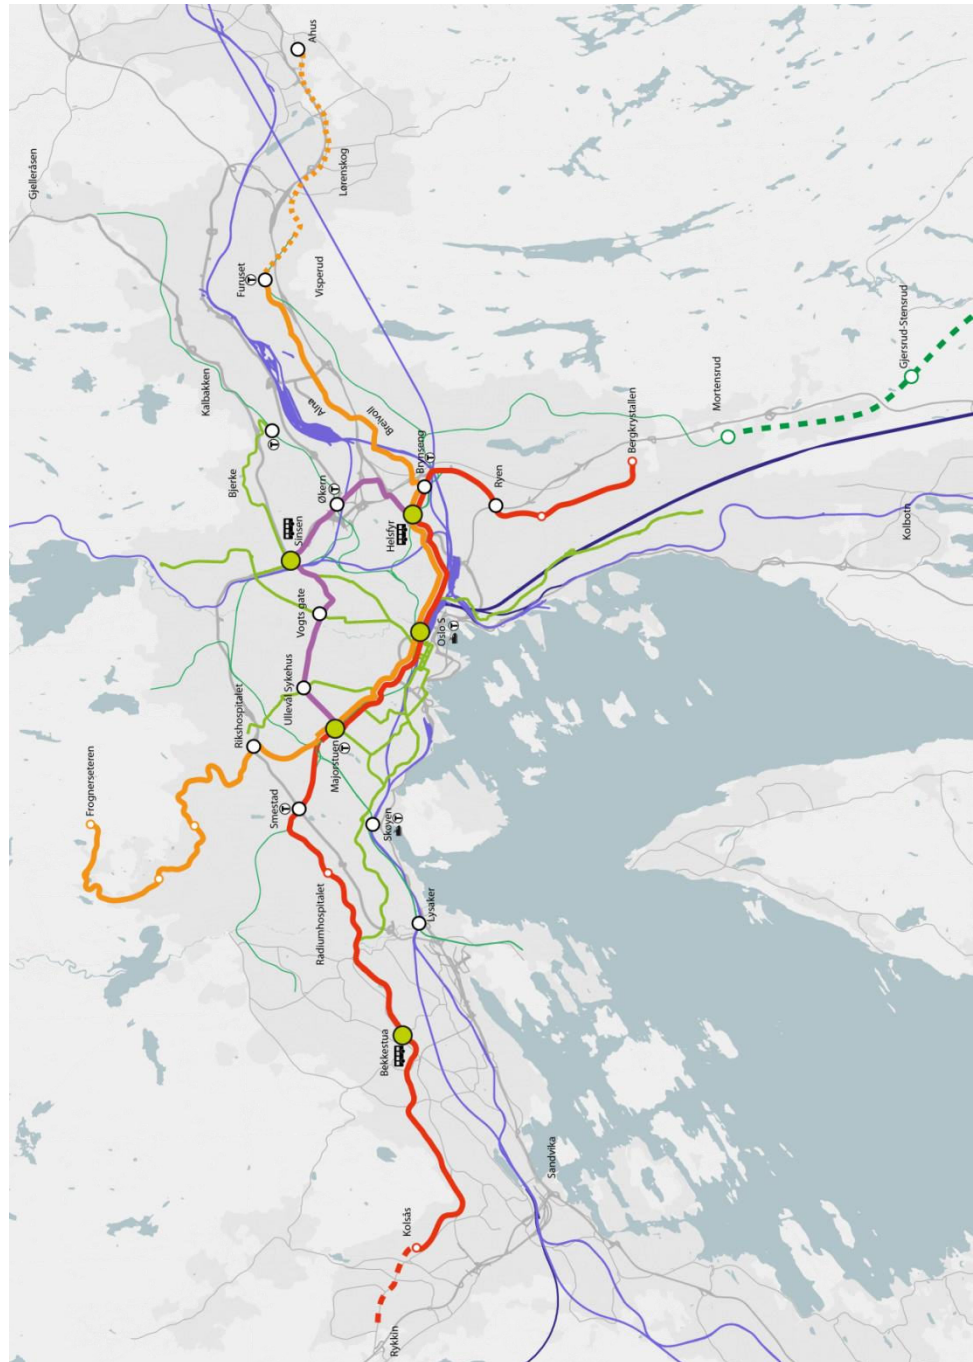 Rykkin
Kolsås
Sandvika
Bekkestua
Radiumhospitalet
Lysaker
Smestad
Skøyen
Frognerseteren
Rikshospitalet
Majorstuen
Ullevål Sykehus
Vogts gate
Oslo S
Sinsen
Økern
Helsfyr
Bjerke
Brynseng
Ryen
Kalbakken
Alna
Breivoll
Bergkrystallen
Kolbotn
Mortensrud
Gjersrud-Stensrud
Furuset
Visperud
Gjelleråsen
Lørenskog
Ahus
T
T
T
T
T
T
T
T